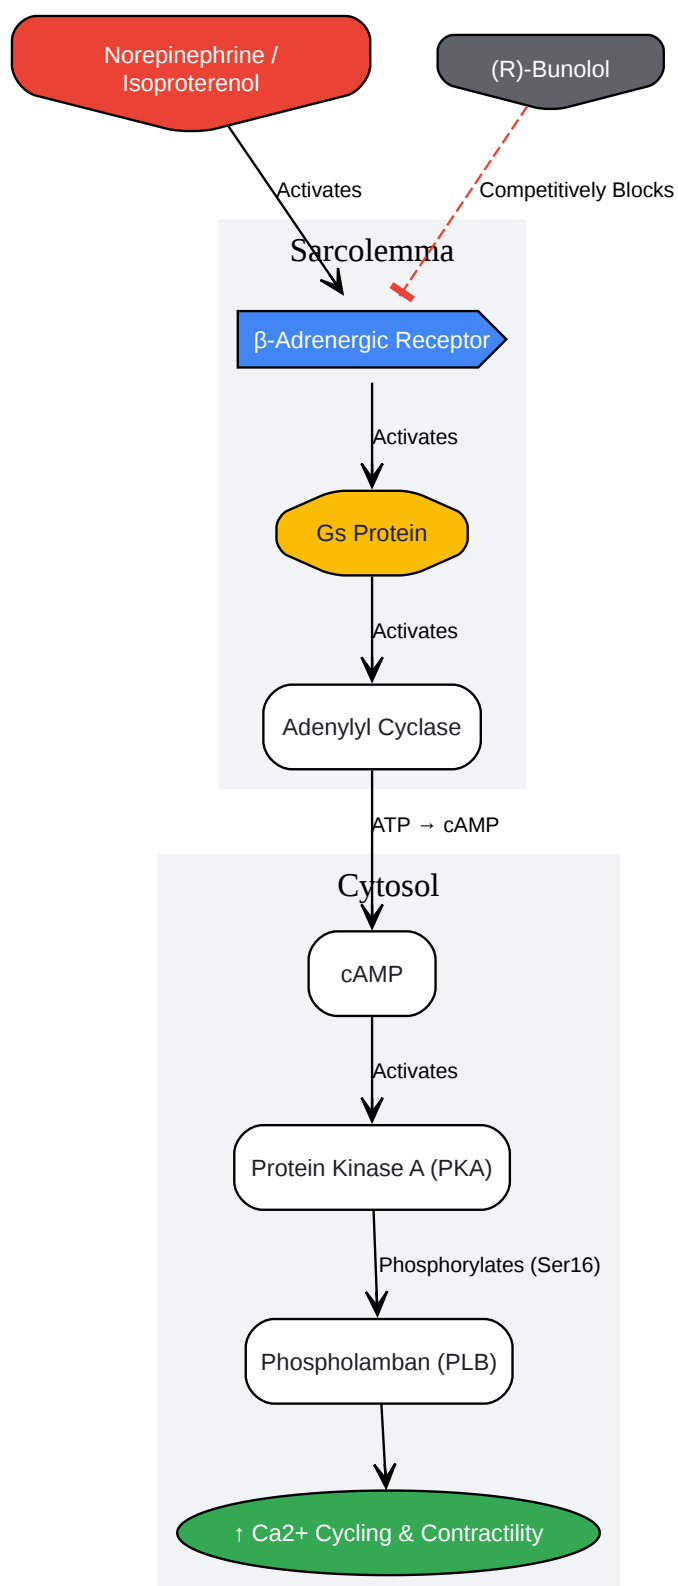 Norepinephrine /
Isoproterenol
(R)-Bunolol
Activates
Competitively Blocks
Sarcolemma
β-Adrenergic Receptor
Activates
Gs Protein
Activates
Adenylyl Cyclase
ATP → cAMP
Cytosol
cAMP
Activates
Protein Kinase A (PKA)
Phosphorylates (Ser16)
Phospholamban (PLB)
↑ Ca2+ Cycling & Contractility